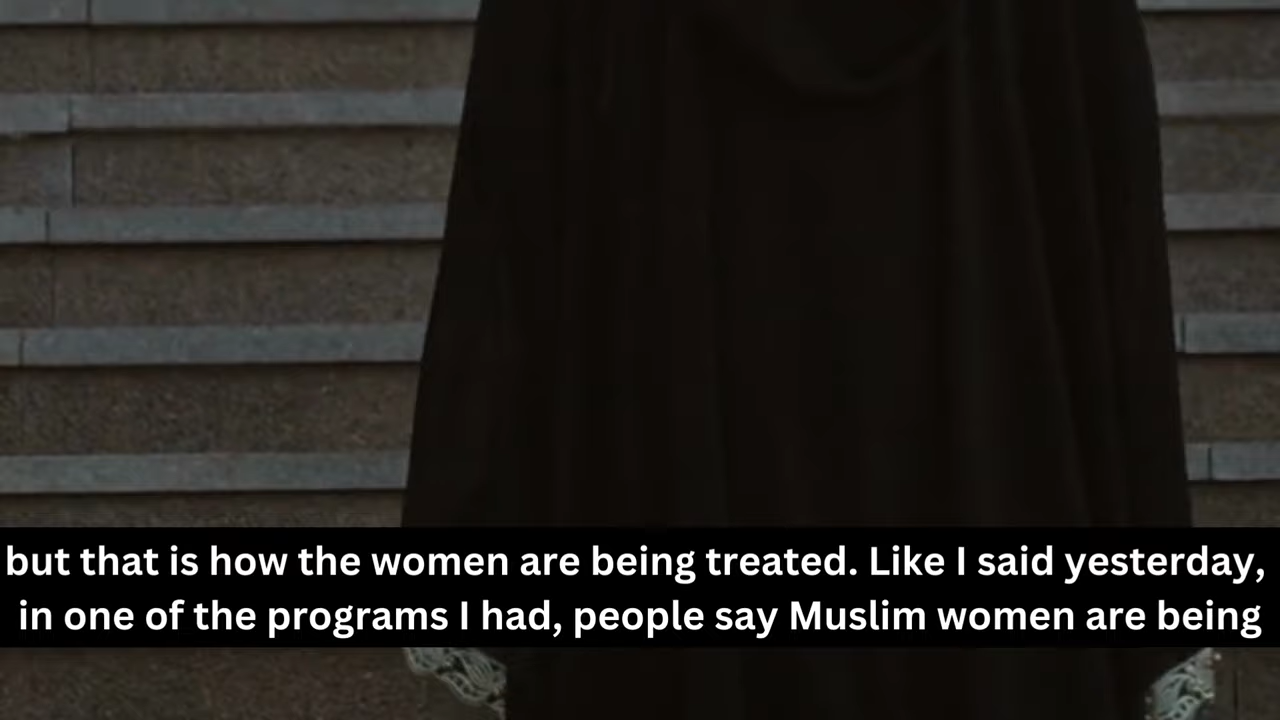 but that is how the women are being treated. Like I said yesterday,
in one of the programs I had, people say Muslim women are being